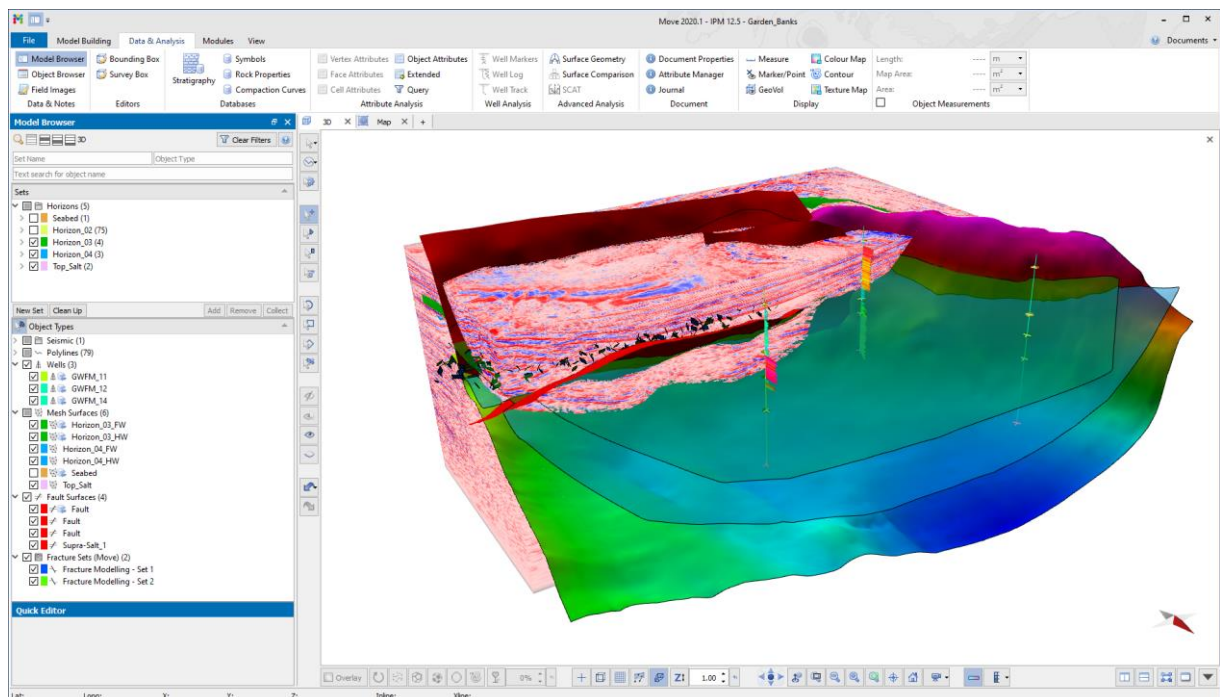 Move 2020.1 - IPM 12.5 - Garden_Banks
File Model Building Data & Analysis Modules View Documents
Model Browser Bounding Box Symbols Vertex Attributes Object Attributes Well Markers Surface Geometry Document Properties Measure Colour Map Length: ---- m
Object Browser Survey Box Stratigraphy Rock Properties Face Attributes Extended Well Log Surface Comparison Attribute Manager Marker/Point Contour Map Area: ---- m²
Field Images Compaction Curves Cell Attributes Query Well Track SCAT Journal GeoVol Texture Map Area: ---- m²
Data & Notes Editors Databases Attribute Analysis Well Analysis Advanced Analysis Document Display Object Measurements
Model Browser 3D Map +
3D Clear Filters
Set Name Object Type
Text search for object name
Sets
Horizons (5)
Seabed (1)
Horizon_02 (75)
Horizon_03 (4)
Horizon_04 (3)
Top_Salt (2)
New Set Clean Up Add Remove Collect
Object Types
Seismic (1)
Polylines (79)
Wells (3)
GWFM_11
GWFM_12
GWFM_14
Mesh Surfaces (6)
Horizon_03_FW
Horizon_03_HW
Horizon_04_FW
Horizon_04_HW
Seabed
Top_Salt
Fault Surfaces (4)
Fault
Fault
Fault
Supra-Salt_1
Fracture Sets (Move) (2)
Fracture Modelling - Set 1
Fracture Modelling - Set 2
Quick Editor
Overlay 0% Z: 1.00
Lat: Long: X: Y: Z: Inline: Xline: